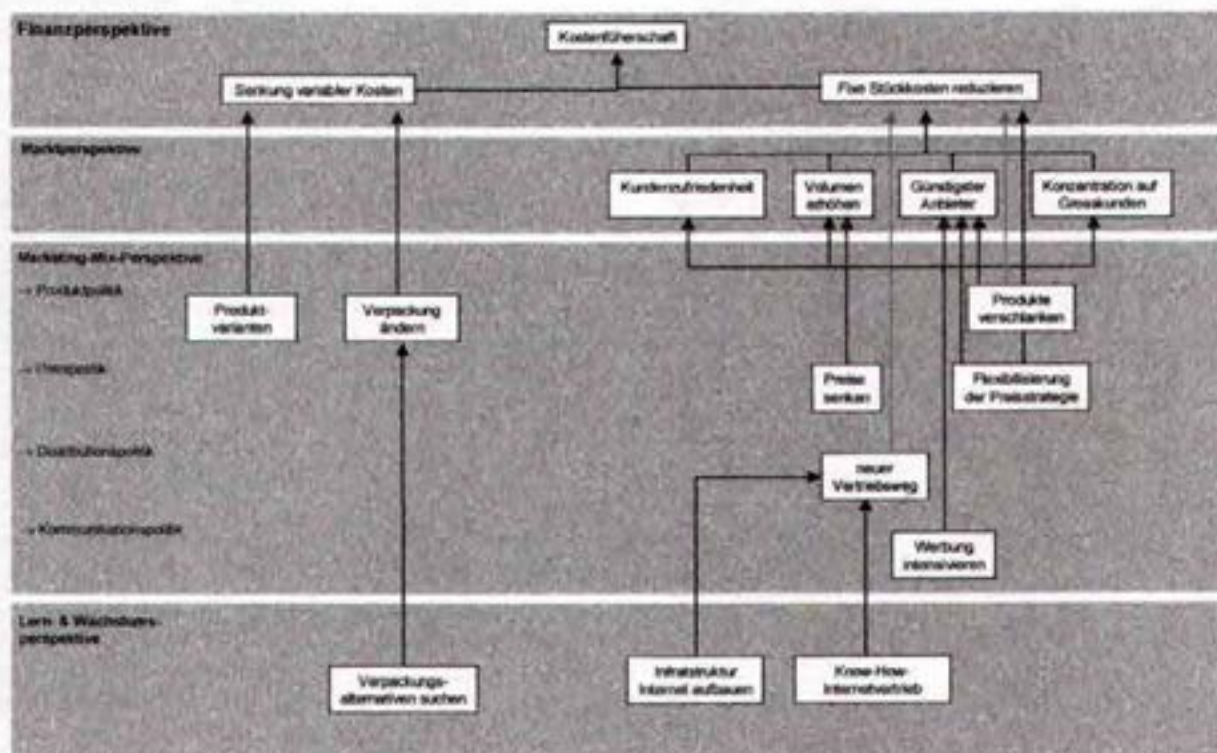 Finanzperspektive
Kostenführerschaft
Senkung variabler Kosten
Fixe Stückkosten reduzieren
Marktperspektive
Kundenzufriedenheit
Volumen
erhöhen
Günstigster
Anbieter
Konzentration auf
Grosskunden
Marketing-Mix-Perspektive
→ Produktpolitik
Produkt-
varianten
Verpackung
ändern
Produkte
verschlanken
→ Preispolitik
Preise
senken
Flexibilisierung
der Preisstrategie
→ Distributionspolitik
neuer
Vertriebsweg
→ Kommunikationspolitik
Werbung
intensivieren
Lern- & Wachstums-
perspektive
Verpackungs-
alternativen suchen
Infratstruktur
Internet aufbauen
Know-How-
Internetvertrieb